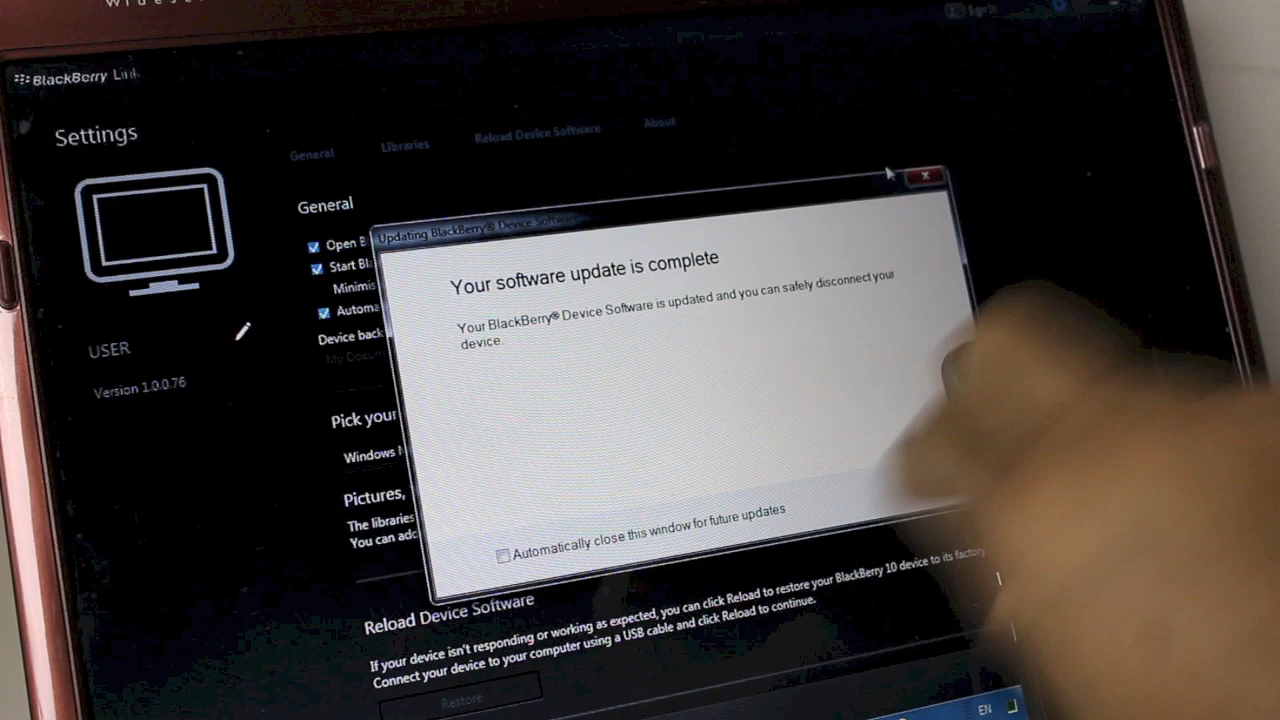 BlackBerry Link
Settings
General
Libraries
Reload Device Software
About
General
Open B
Start Bl
Minimis
Automa
Device back
My Docum
USER
Version 1.0.0.76
Pick your
Windows
Pictures,
The libraries
You can add
Updating BlackBerry® Device Software
Your software update is complete
Your BlackBerry® Device Software is updated and you can safely disconnect your
device.
Automatically close this window for future updates
Reload Device Software
If your device isn't responding or working as expected, you can click Reload to restore your BlackBerry 10 device to its factory
Connect your device to your computer using a USB cable and click Reload to continue.
Restore
EN